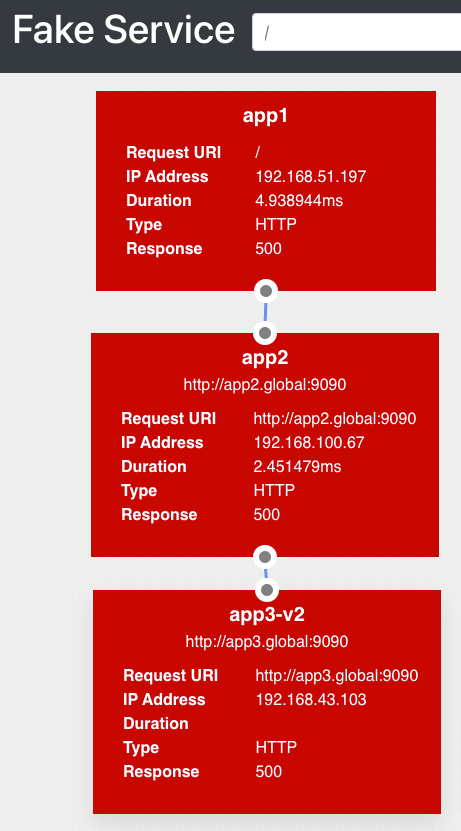 Fake Service /
app1
Request URI /
IP Address 192.168.51.197
Duration 4.938944ms
Type HTTP
Response 500
app2
http://app2.global:9090
Request URI http://app2.global:9090
IP Address 192.168.100.67
Duration 2.451479ms
Type HTTP
Response 500
app3-v2
http://app3.global:9090
Request URI http://app3.global:9090
IP Address 192.168.43.103
Duration
Type HTTP
Response 500